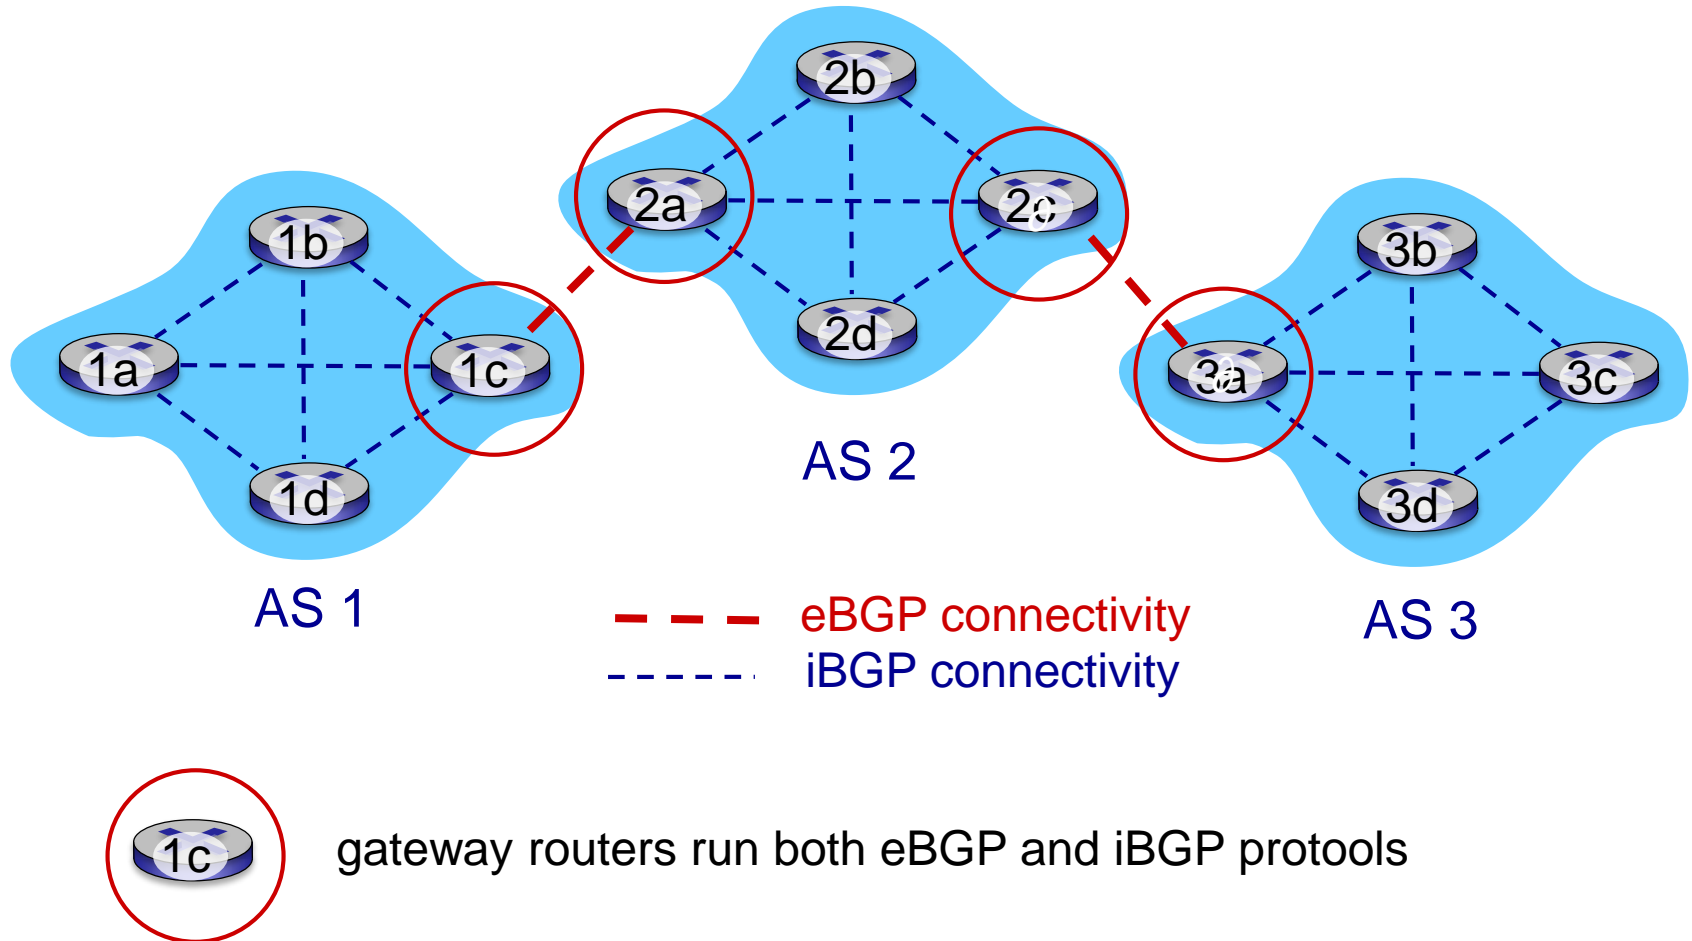 2b
2a
2c
2d
1b
1a
1c
1d
3b
3a
3c
3d
AS 2
AS 1
AS 3
eBGP connectivity
iBGP connectivity
1c
gateway routers run both eBGP and iBGP protools